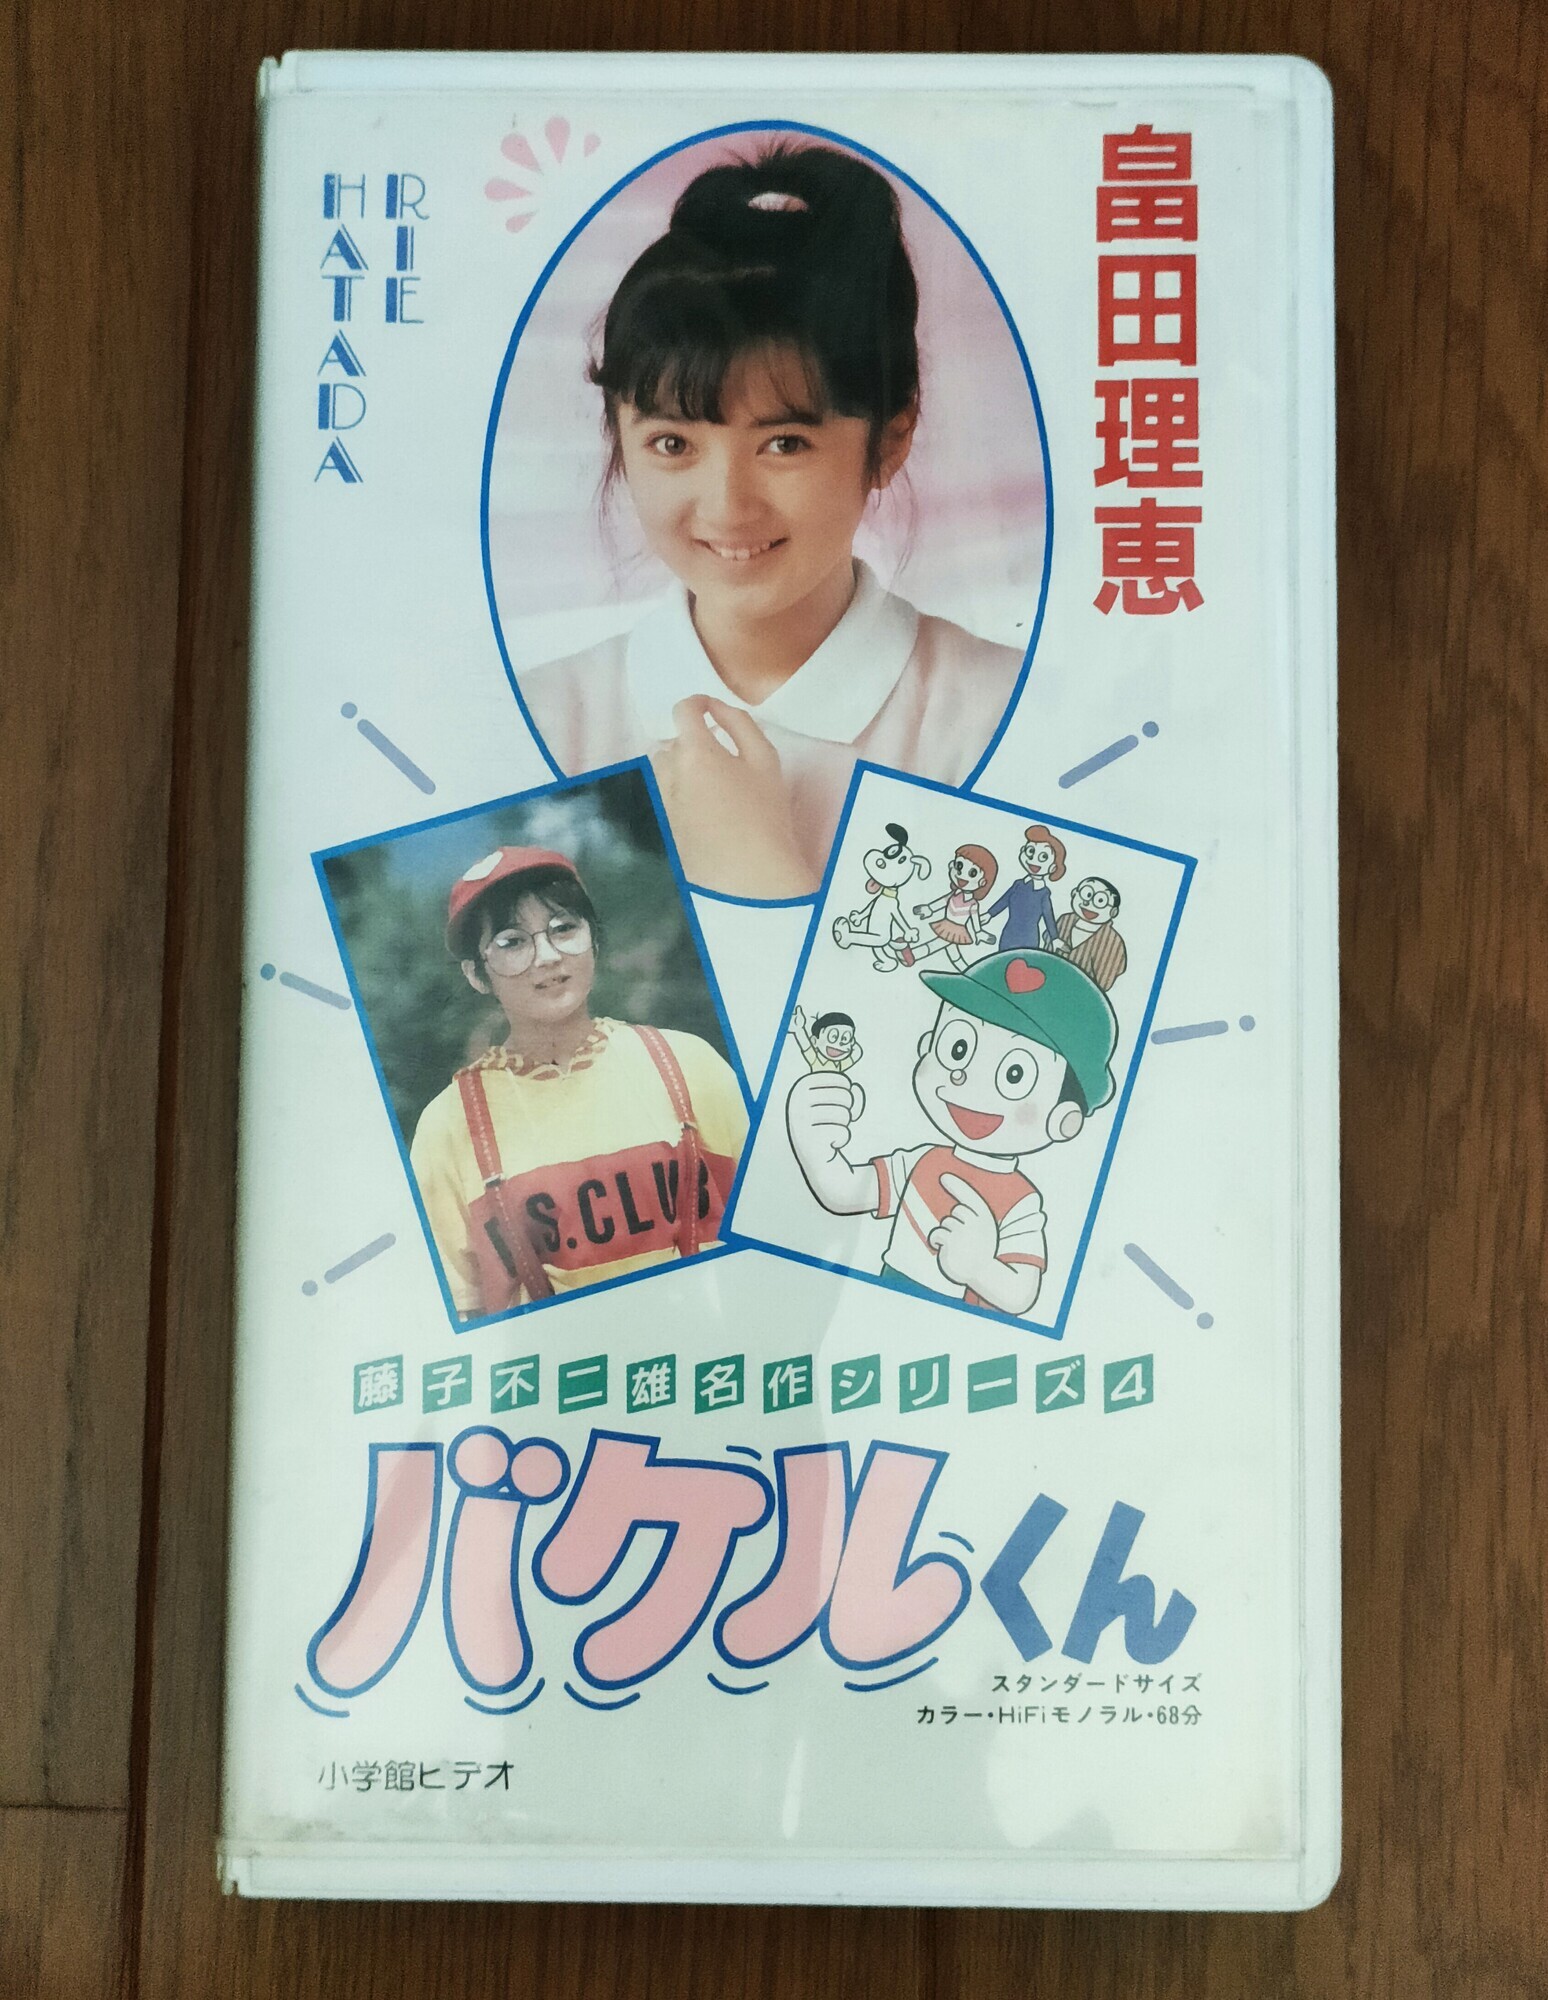 畠田理恵
RIE
HATADA
.S.CLUB
藤子不二雄名作シリーズ4
バケルくん
スタンダードサイズ
カラー・HiFiモノラル・68分
小学館ビデオ